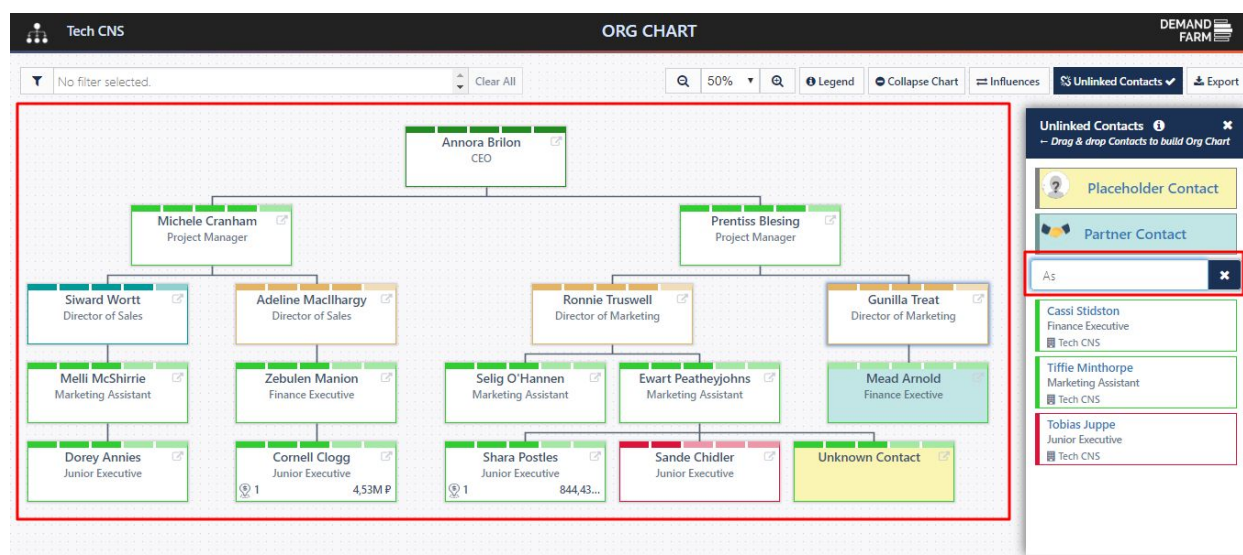 Tech CNS
ORG CHART
DEMAND
FARM
No filter selected.
Clear All
50%
Legend
Collapse Chart
Influences
Unlinked Contacts
Export
Annora Brilon
CEO
Michele Cranham
Project Manager
Prentiss Blesing
Project Manager
Siward Wortt
Director of Sales
Adeline MacIlhargy
Director of Sales
Ronnie Truswell
Director of Marketing
Gunilla Treat
Director of Marketing
Melli McShirrie
Marketing Assistant
Zebulen Manion
Finance Executive
Selig O'Hannen
Marketing Assistant
Ewart Peatheyjohns
Marketing Assistant
Mead Arnold
Finance Exective
Dorey Annies
Junior Executive
Cornell Clogg
Junior Executive
1 4,53M ₽
Shara Postles
Junior Executive
1 844,43...
Sande Chidler
Junior Executive
Unknown Contact
Unlinked Contacts
← Drag & drop Contacts to build Org Chart
? Placeholder Contact
Partner Contact
As
Cassi Stidston
Finance Executive
Tech CNS
Tiffie Minthorpe
Marketing Assistant
Tech CNS
Tobias Juppe
Junior Executive
Tech CNS